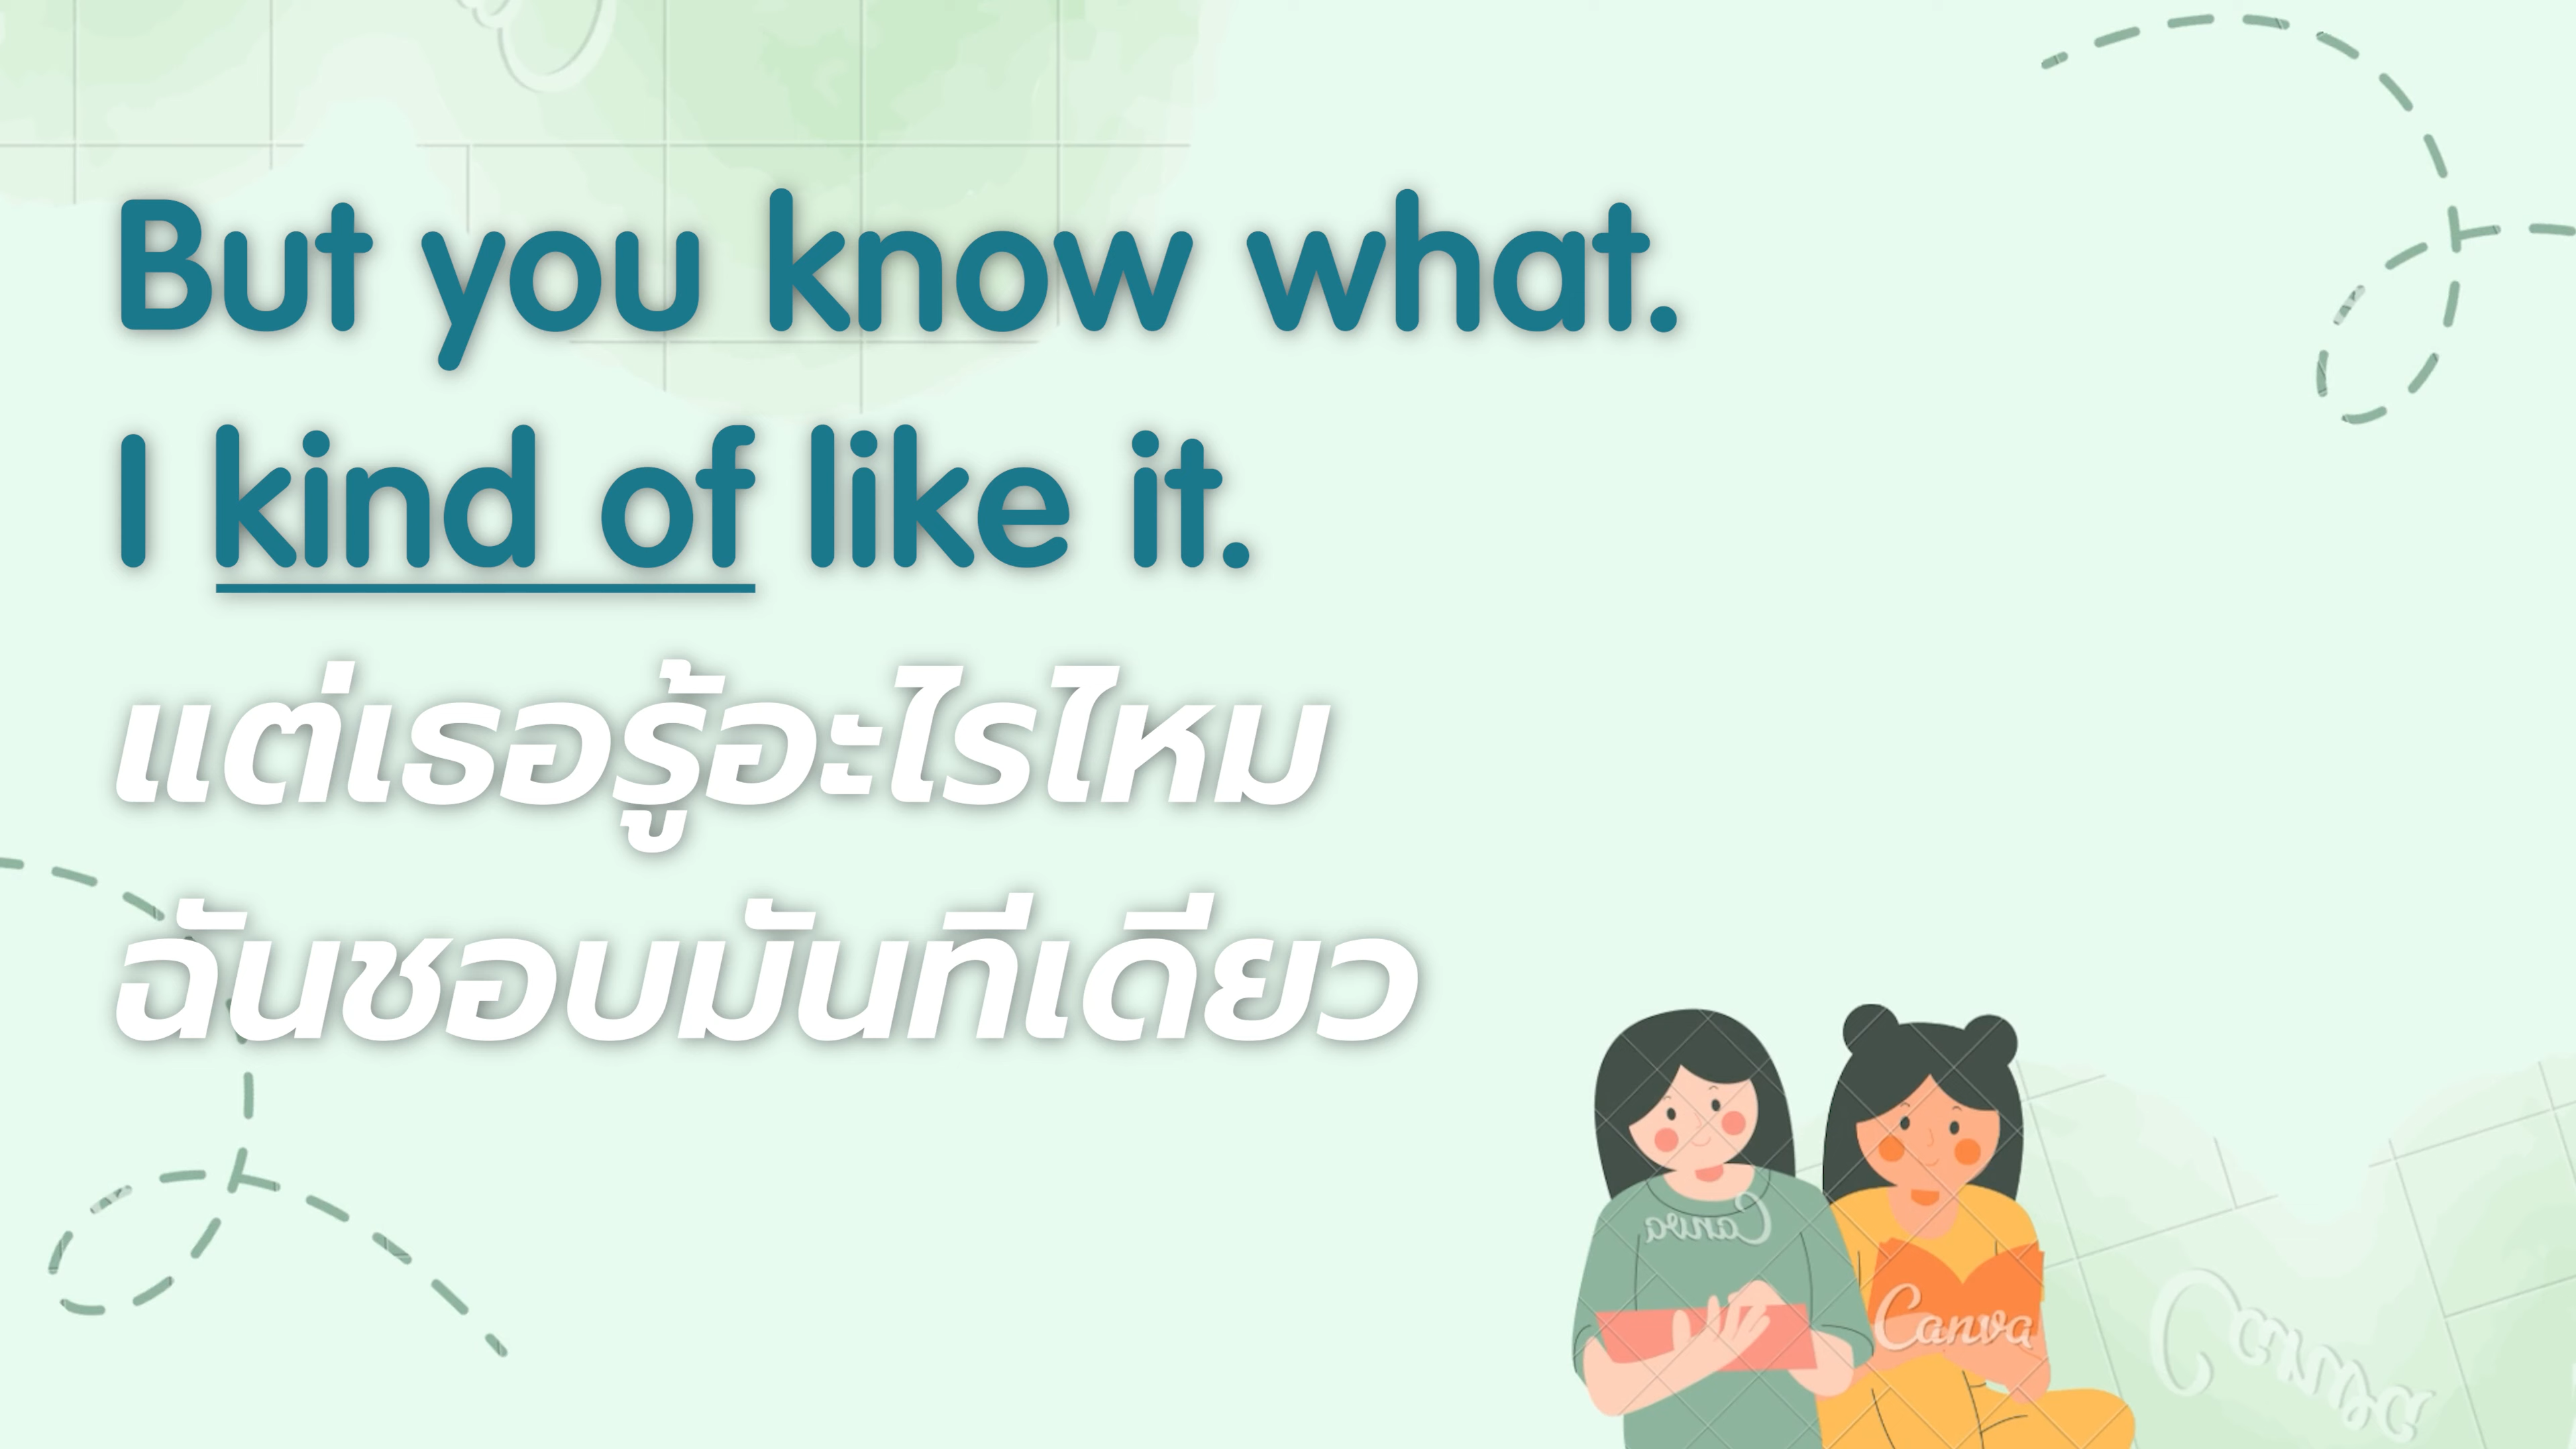 But you know what.
I kind of like it.
แต่เธอรู้อะไรไหม
ฉันชอบมันทีเดียว
Canva
Canva
Canva